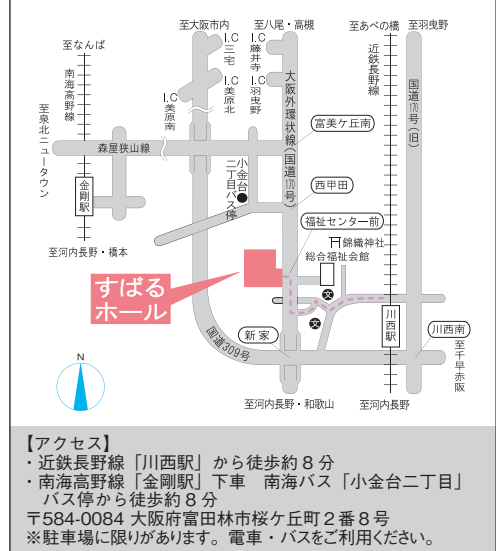 至大阪市内
至八尾・高槻
至あべの橋
至羽曳野
至なんば
南海高野線
I.C三宅
I.C藤井寺
I.C美原北
I.C羽曳野
I.C美原南
大阪外環状線(国道170号)
近鉄長野線
国道170号(旧)
至泉北ニュータウン
森屋狭山線
富美ケ丘南
金剛駅
小金台二丁目バス停
西甲田
福祉センター前
錦織神社
総合福祉会館
至河内長野・橋本
すばる
ホール
文
文
川西駅
国道309号
新家
川西南
至千早赤阪
N
至河内長野・和歌山
至河内長野
【アクセス】
・近鉄長野線「川西駅」から徒歩約8分
・南海高野線「金剛駅」下車 南海バス「小金台二丁目」
バス停から徒歩約8分
〒584-0084 大阪府富田林市桜ケ丘町2番8号
※駐車場に限りがあります。電車・バスをご利用ください。